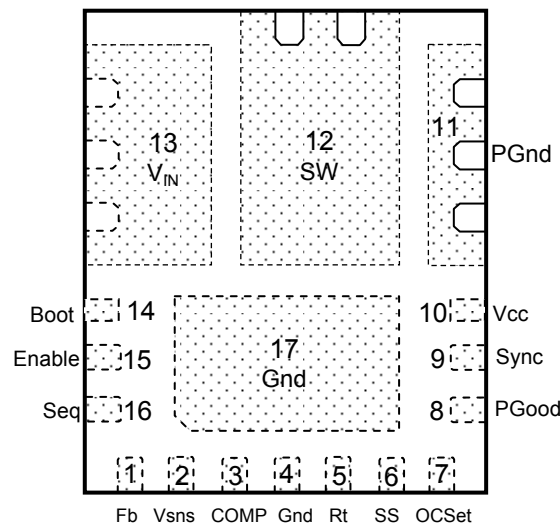 13
V_IN
12
SW
11
PGnd
Boot 14
10 Vcc
Enable 15
17
Gnd
9 Sync
Seq 16
8 PGood
1 2 3 4 5 6 7
Fb Vsns COMP Gnd Rt SS OCSet